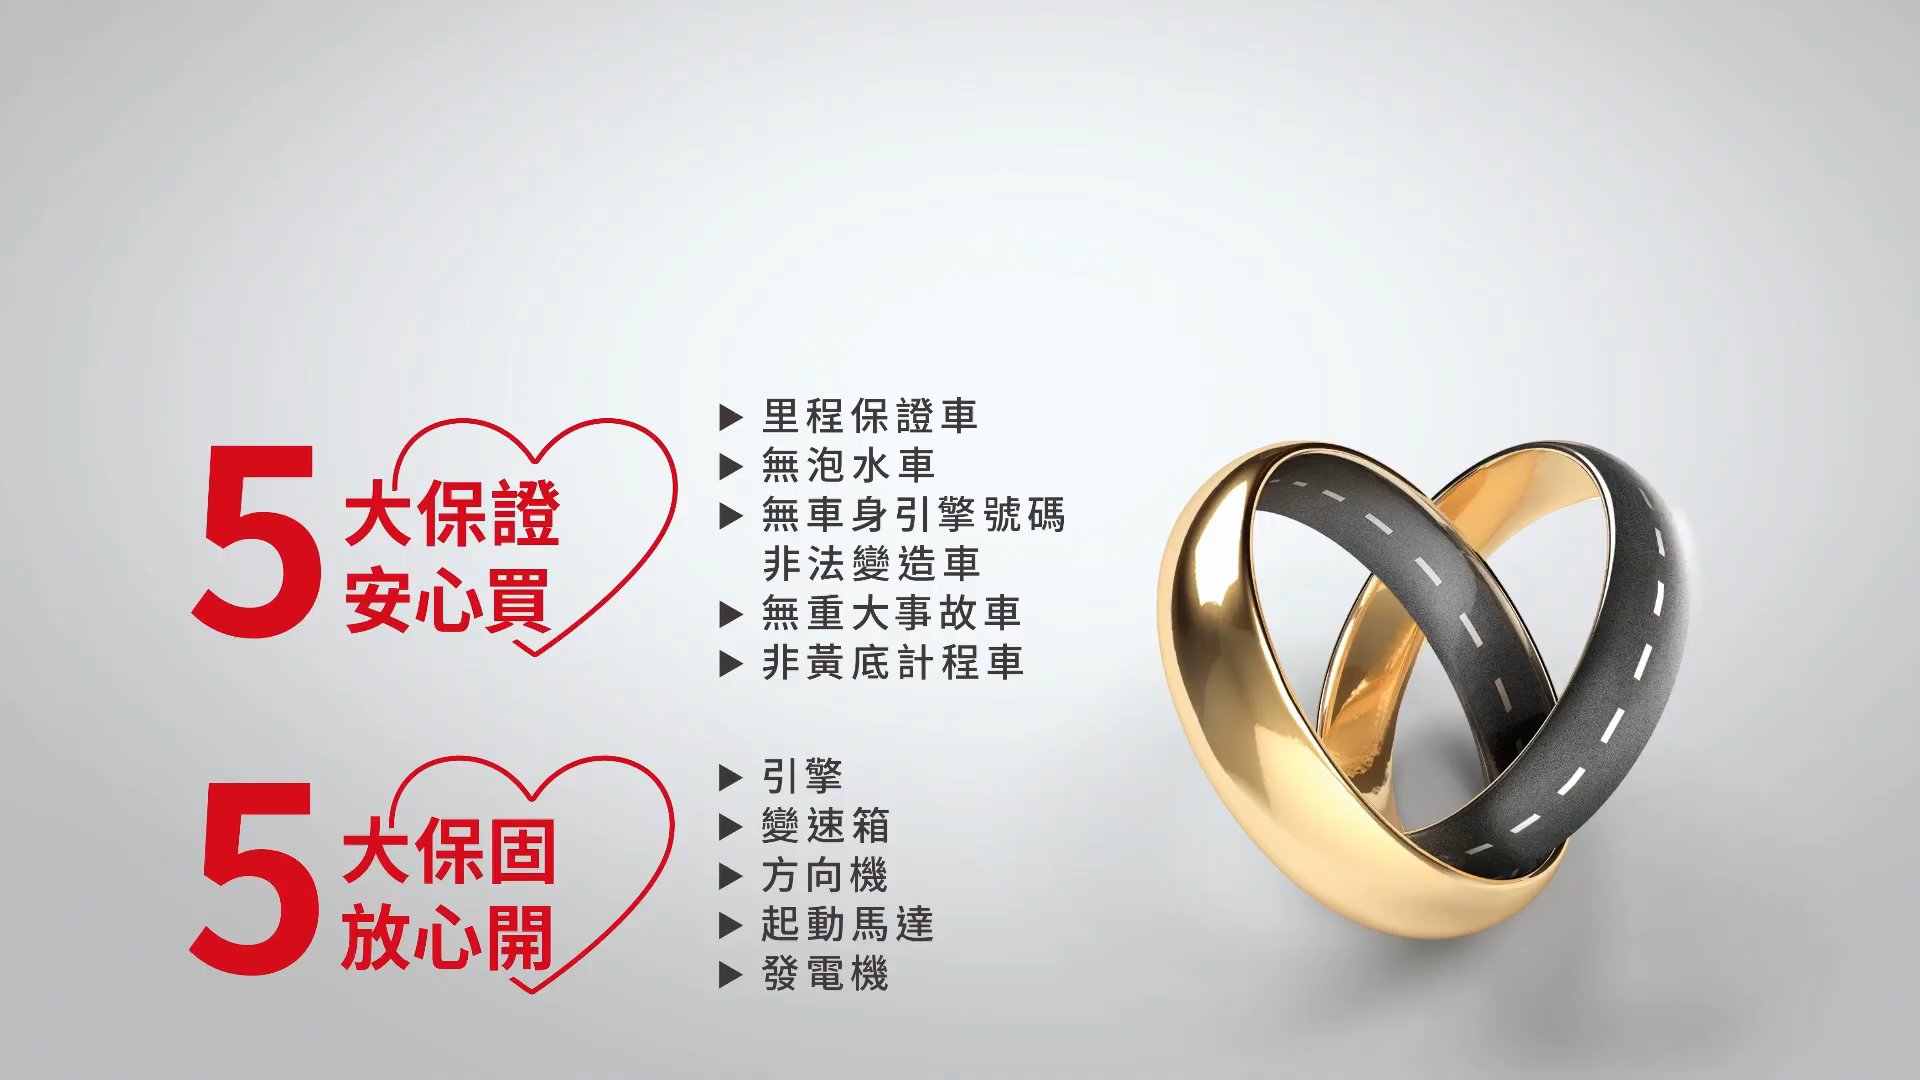 5
大保證
安心買
▶ 里程保證車
▶ 無泡水車
▶ 無車身引擎號碼
非法變造車
▶ 無重大事故車
▶ 非黃底計程車
5
大保固
放心開
▶ 引擎
▶ 變速箱
▶ 方向機
▶ 起動馬達
▶ 發電機